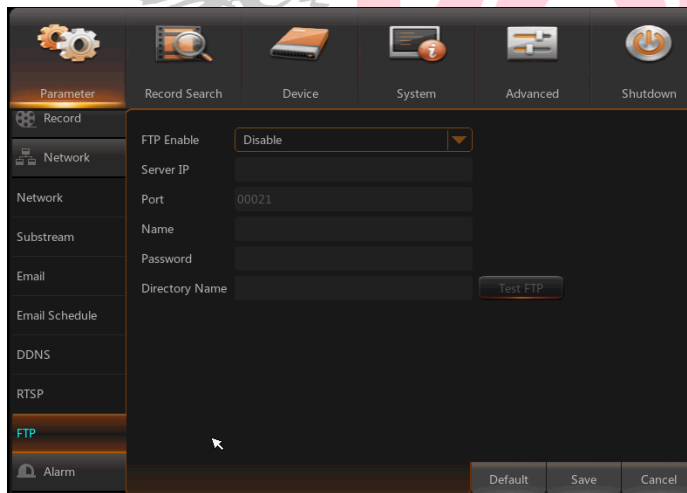 Parameter Record Search Device System Advanced Shutdown
Record
Network
Network
Substream
Email
Email Schedule
DDNS
RTSP
FTP
Alarm
FTP Enable Disable
Server IP
Port 00021
Name
Password
Directory Name Test FTP
Default Save Cancel